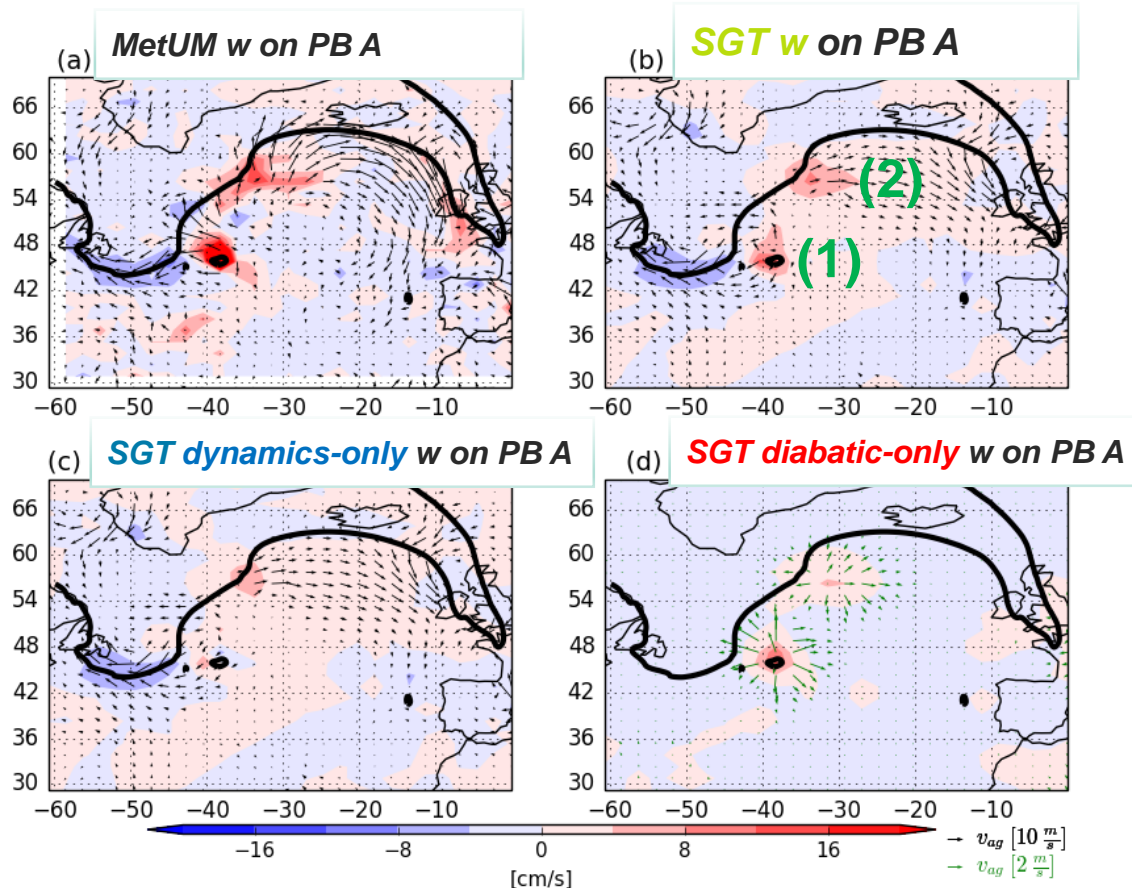 (a) MetUM w on PB A
(b) SGT w on PB A
66
60
54
48
42
36
30
−60 −50 −40 −30 −20 −10
66
60
54
48
42
36
30
−60 −50 −40 −30 −20 −10
(2)
(1)
(c) SGT dynamics-only w on PB A
(d) SGT diabatic-only w on PB A
66
60
54
48
42
36
30
−60 −50 −40 −30 −20 −10
66
60
54
48
42
36
30
−60 −50 −40 −30 −20 −10
−16 −8 0 8 16
[cm/s]
→ v_ag [10 m/s]
→ v_ag [2 m/s]